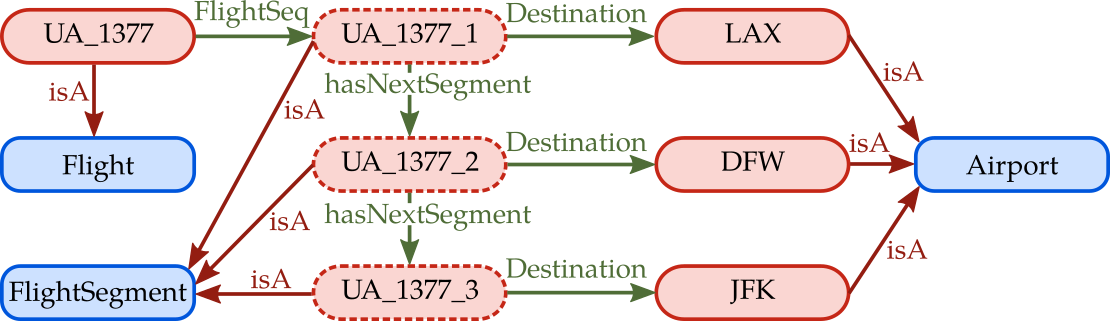 FlightSeq
Destination
UA_1377
UA_1377_1
LAX
isA
hasNextSegment
isA
isA
Destination
isA
Flight
UA_1377_2
DFW
Airport
isA
hasNextSegment
isA
Destination
isA
FlightSegment
UA_1377_3
JFK